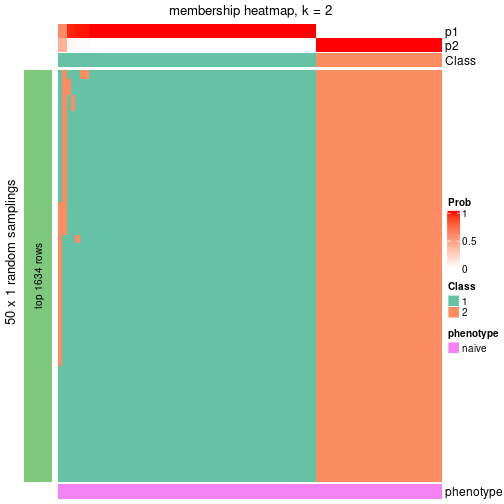 membership heatmap, k = 2
p1
p2
Class
50 x 1 random samplings
top 1634 rows
Prob
1
0.5
0
Class
1
2
phenotype
naive
phenotype